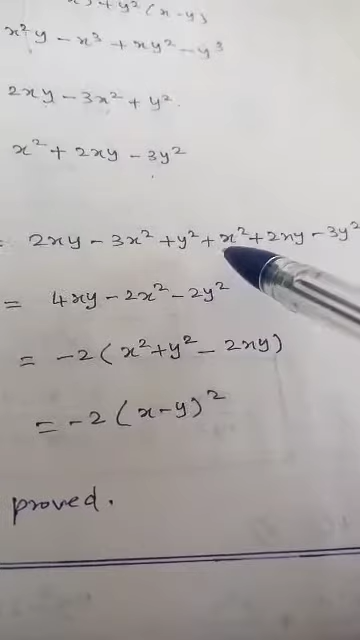 + y² (x-y)
x²y - x³ + xy² - y³
2xy - 3x² + y²
x² + 2xy - 3y²
= 2xy - 3x² + y² + x² + 2xy - 3y²
= 4xy - 2x² - 2y²
= -2 ( x² + y² - 2xy )
= -2 ( x - y )²
proved.